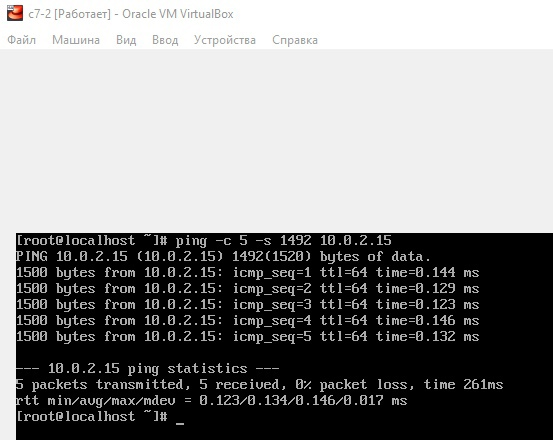 c7-2 [Работает] - Oracle VM VirtualBox
Файл Машина Вид Ввод Устройства Справка
[root@localhost ~]# ping -c 5 -s 1492 10.0.2.15
PING 10.0.2.15 (10.0.2.15) 1492(1520) bytes of data.
1500 bytes from 10.0.2.15: icmp_seq=1 ttl=64 time=0.144 ms
1500 bytes from 10.0.2.15: icmp_seq=2 ttl=64 time=0.129 ms
1500 bytes from 10.0.2.15: icmp_seq=3 ttl=64 time=0.123 ms
1500 bytes from 10.0.2.15: icmp_seq=4 ttl=64 time=0.146 ms
1500 bytes from 10.0.2.15: icmp_seq=5 ttl=64 time=0.132 ms
--- 10.0.2.15 ping statistics ---
5 packets transmitted, 5 received, 0% packet loss, time 261ms
rtt min/avg/max/mdev = 0.123/0.134/0.146/0.017 ms
[root@localhost ~]# _